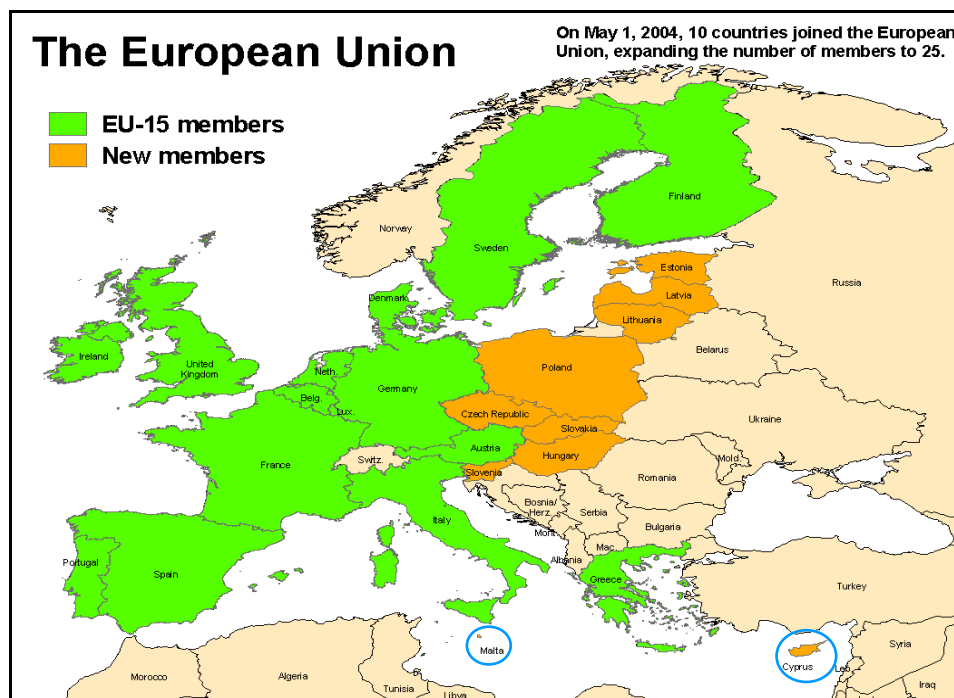 The European Union
On May 1, 2004, 10 countries joined the European
Union, expanding the number of members to 25.
EU-15 members
New members
Norway
Finland
Sweden
Estonia
Russia
Latvia
Denmark
Lithuania
Ireland
United
Kingdom
Belarus
Neth.
Poland
Germany
Belg.
Lux.
Czech Republic
Ukraine
Slovakia
Austria
Hungary
France
Switz.
Slovenia
Mold.
Romania
Bosnia/
Herz.
Serbia
Italy
Bulgaria
Mont.
Mac.
Portugal
Albania
Spain
Greece
Turkey
Malta
Syria
Cyprus
Leb.
Morocco
Algeria
Tunisia
Libya
Iraq